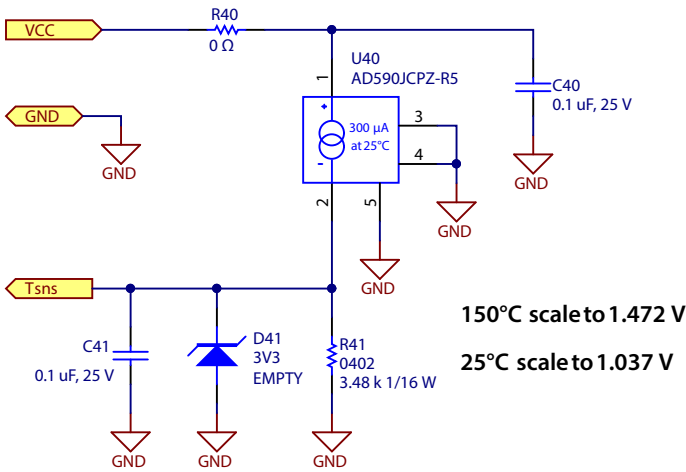 VCC
R40
0 Ω
U40
AD590JCPZ-R5
C40
0.1 uF, 25 V
1
+
300 µA
at 25°C
-
3
4
2
5
GND
GND
GND
GND
GND
GND
Tsns
C41
0.1 uF, 25 V
D41
3V3
EMPTY
R41
0402
3.48 k 1/16 W
150°C scale to 1.472 V
25°C scale to 1.037 V
GND
GND
GND